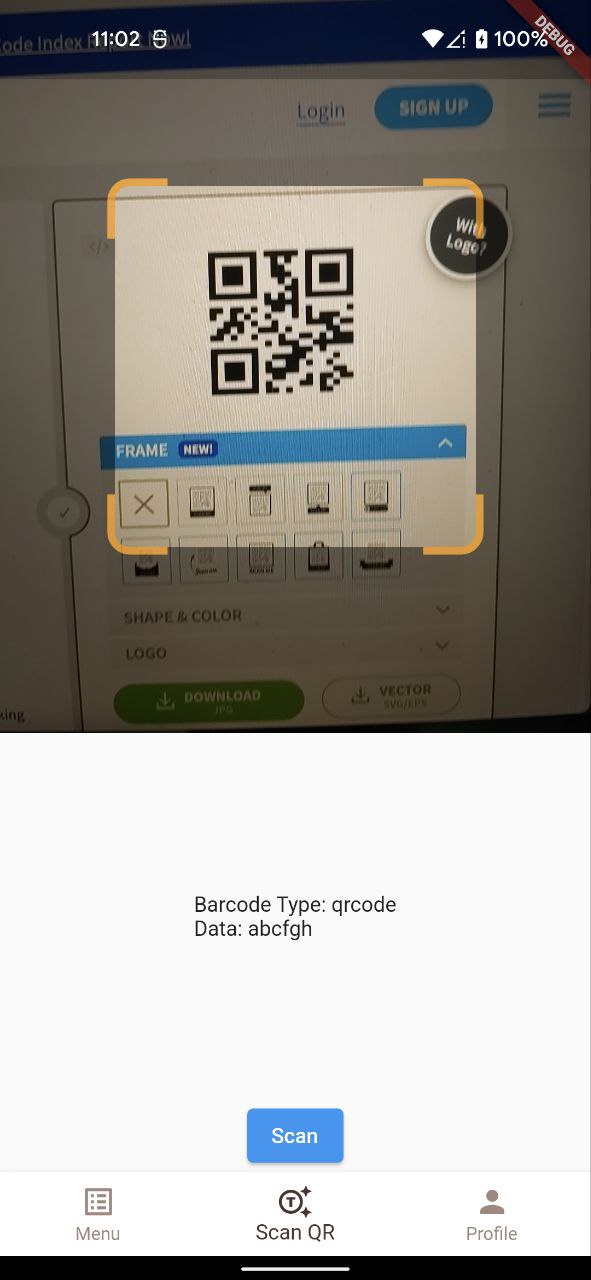 11:02
100%
DEBUG
ode Index
Now!
Login
SIGN UP
</>
With
Logo?
FRAME NEW!
SHAPE & COLOR
LOGO
DOWNLOAD
JPG
VECTOR
SVG/EPS
king
Barcode Type: qrcode
Data: abcfgh
Scan
Menu
Scan QR
Profile